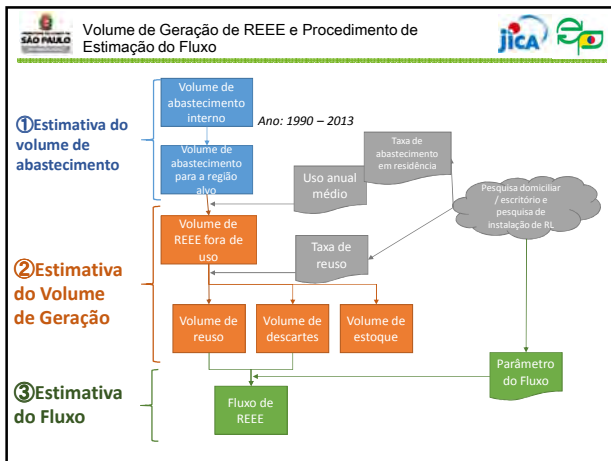 SÃO PAULO
Volume de Geração de REEE e Procedimento de
Estimação do Fluxo
jICA
Volume de
abastecimento
interno
Ano: 1990 – 2013
①Estimativa do
volume de
abastecimento
Volume de
abastecimento
para a região
alvo
Taxa de
abastecimento
em residência
Uso anual
médio
Pesquisa domiciliar
/ escritório e
pesquisa de
instalação de RL
Volume de
REEE fora de
uso
Taxa de
reuso
②Estimativa
do Volume
de Geração
Volume de
reuso
Volume de
descartes
Volume de
estoque
Parâmetro
do Fluxo
③Estimativa
do Fluxo
Fluxo de
REEE